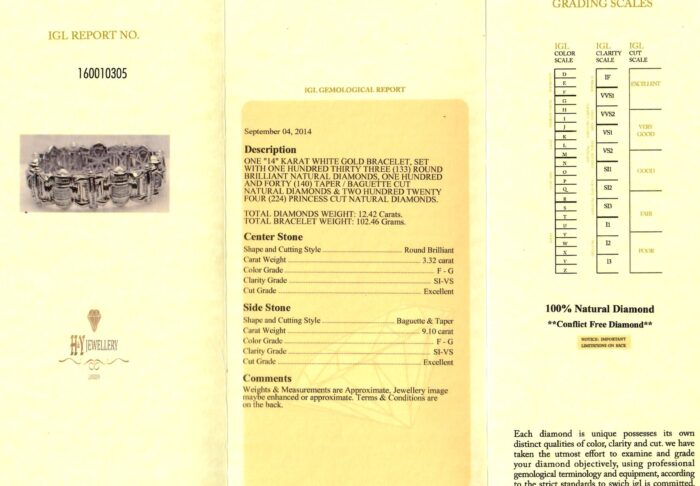 IGL REPORT NO.
160010305
H&Y JEWELLERY
IGL GEMOLOGICAL REPORT
September 04, 2014
Description
ONE "14" KARAT WHITE GOLD BRACELET, SET
WITH ONE HUNDRED THIRTY THREE (133) ROUND
BRILLIANT NATURAL DIAMONDS, ONE HUNDRED
AND FORTY (140) TAPER / BAGUETTE CUT
NATURAL DIAMONDS & TWO HUNDRED TWENTY
FOUR (224) PRINCESS CUT NATURAL DIAMONDS.
TOTAL DIAMONDS WEIGHT: 12.42 Carats.
TOTAL BRACELET WEIGHT: 102.46 Grams.
Center Stone
Shape and Cutting Style Round Brilliant
Carat Weight 3.32 carat
Color Grade F - G
Clarity Grade SI-VS
Cut Grade Excellent
Side Stone
Shape and Cutting Style Baguette & Taper
Carat Weight 9.10 carat
Color Grade F - G
Clarity Grade SI-VS
Cut Grade Excellent
Comments
Weights & Measurements are Approximate, Jewellery image
maybe enhanced or approximate. Terms & Conditions are
on the back.
GRADING SCALES
IGL COLOR SCALE
D
E
F
G
H
I
J
K
L
M
N
O
P
Q
R
S
T
U
Y
W
X
V
Z
IGL CLARITY SCALE
IF
VVS1
VVS2
VS1
VS2
SI1
SI2
SI3
I1
I2
I3
IGL CUT SCALE
EXCELLENT
VERY GOOD
GOOD
FAIR
POOR
100% Natural Diamond
**Conflict Free Diamond**
NOTICE: IMPORTANT
LIMITATIONS ON BACK
Each diamond is unique possesses its own
distinct qualities of color, clarity and cut. we have
taken the utmost effort to examine and grade
your diamond objectively, using professional
gemological terminology and equipment, according
to the strict standards to swich igl is committed.